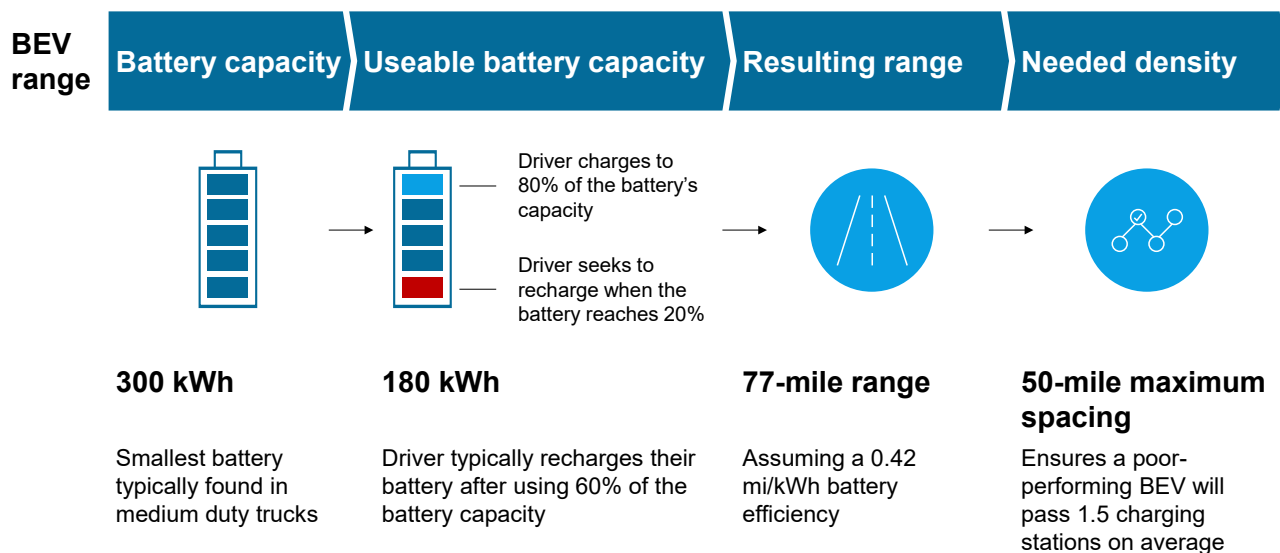 BEV
range
Battery capacity
Useable battery capacity
Resulting range
Needed density
Driver charges to
80% of the battery’s
capacity
Driver seeks to
recharge when the
battery reaches 20%
300 kWh
Smallest battery
typically found in
medium duty trucks
180 kWh
Driver typically recharges their
battery after using 60% of the
battery capacity
77-mile range
Assuming a 0.42
mi/kWh battery
efficiency
50-mile maximum
spacing
Ensures a poor-
performing BEV will
pass 1.5 charging
stations on average